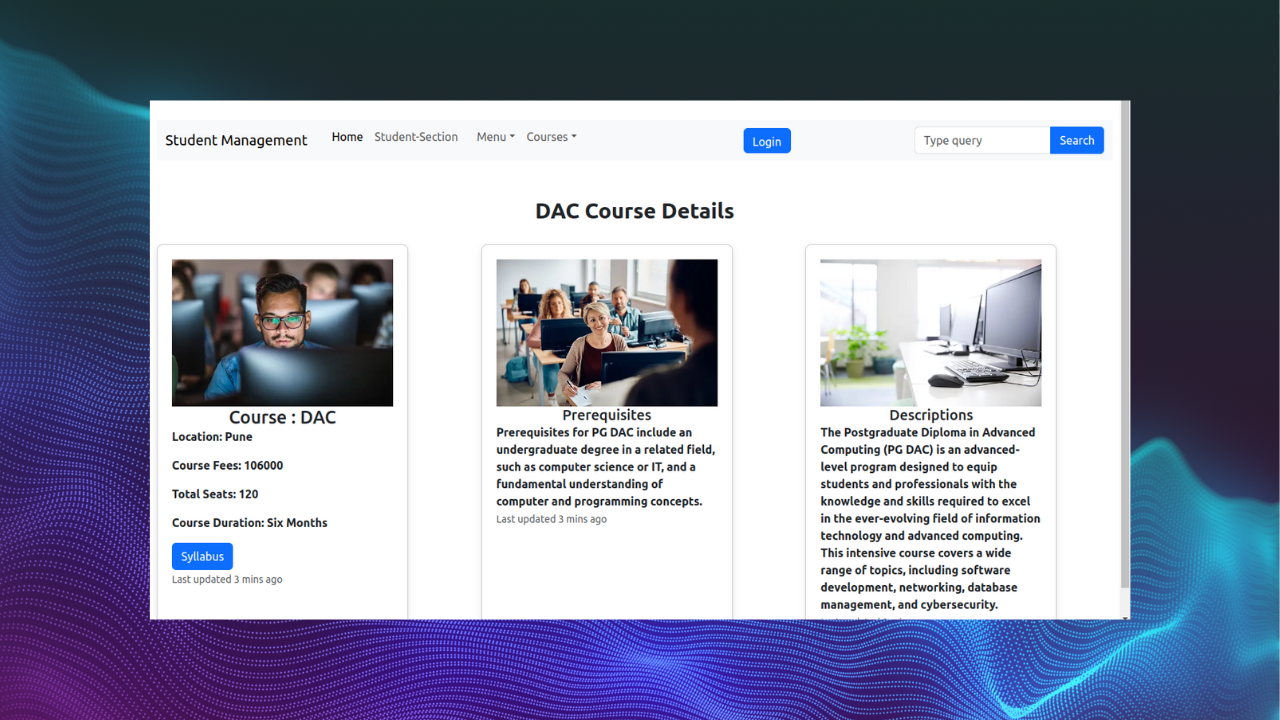 Student Management Home Student-Section Menu Courses Login Type query Search
DAC Course Details
Course : DAC
Location: Pune
Course Fees: 106000
Total Seats: 120
Course Duration: Six Months
Syllabus
Last updated 3 mins ago
Prerequisites
Prerequisites for PG DAC include an
undergraduate degree in a related field,
such as computer science or IT, and a
fundamental understanding of
computer and programming concepts.
Last updated 3 mins ago
Descriptions
The Postgraduate Diploma in Advanced
Computing (PG DAC) is an advanced-
level program designed to equip
students and professionals with the
knowledge and skills required to excel
in the ever-evolving field of information
technology and advanced computing.
This intensive course covers a wide
range of topics, including software
development, networking, database
management, and cybersecurity.